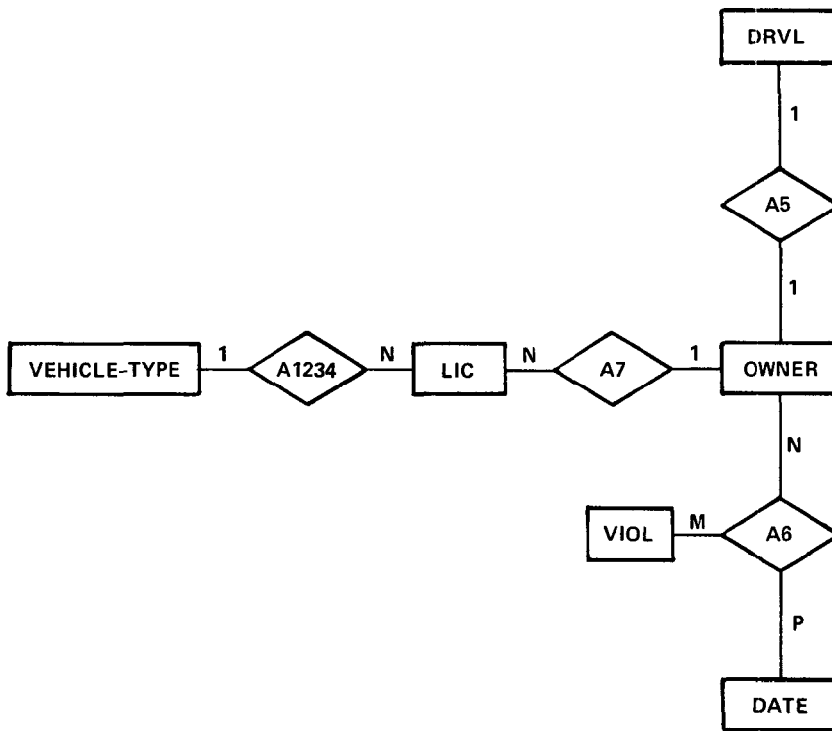 DRVL
1
A5
1
VEHICLE-TYPE 1 A1234 N LIC N A7 1 OWNER
N
VIOL M A6
P
DATE